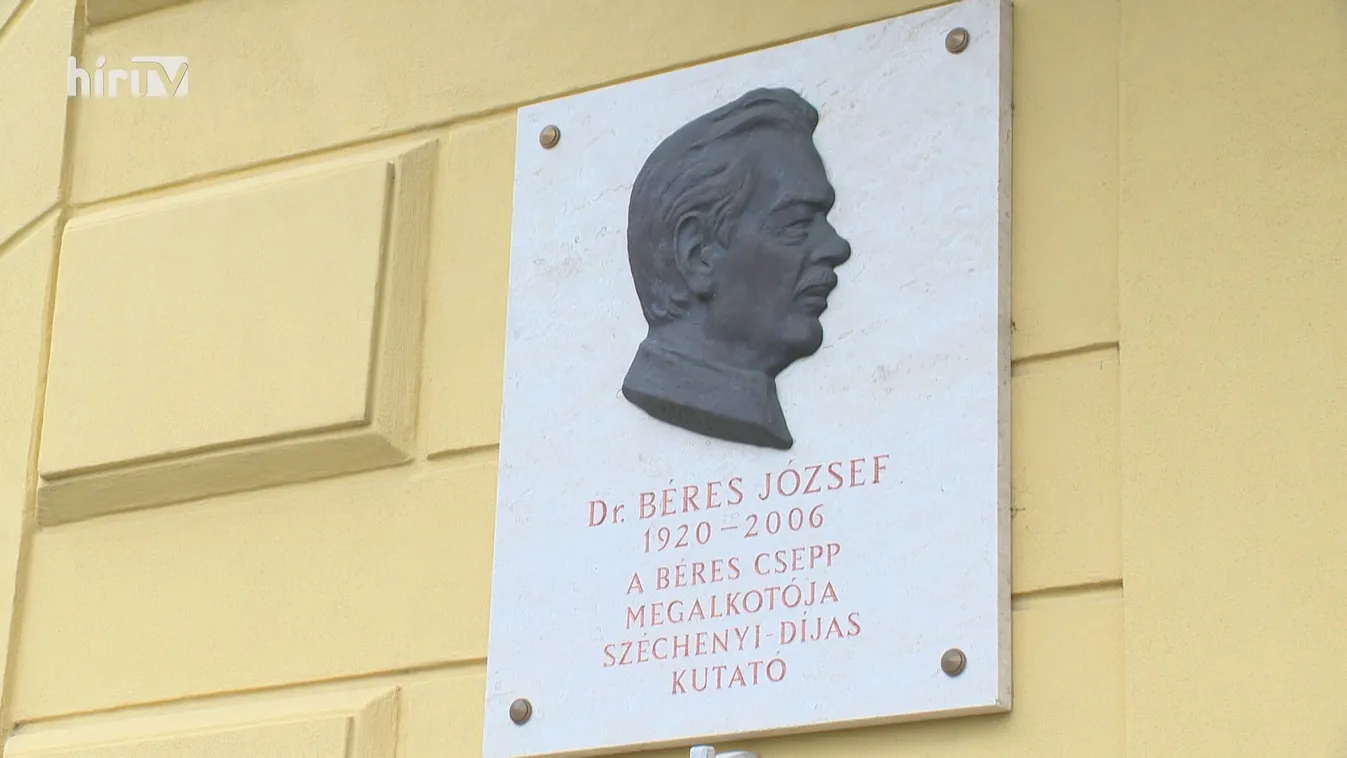 hírTV
Dr. BÉRES JÓZSEF
1920-2006
A BÉRES CSEPP
MEGALKOTÓJA
SZÉCHENYI-DÍJAS
KUTATÓ